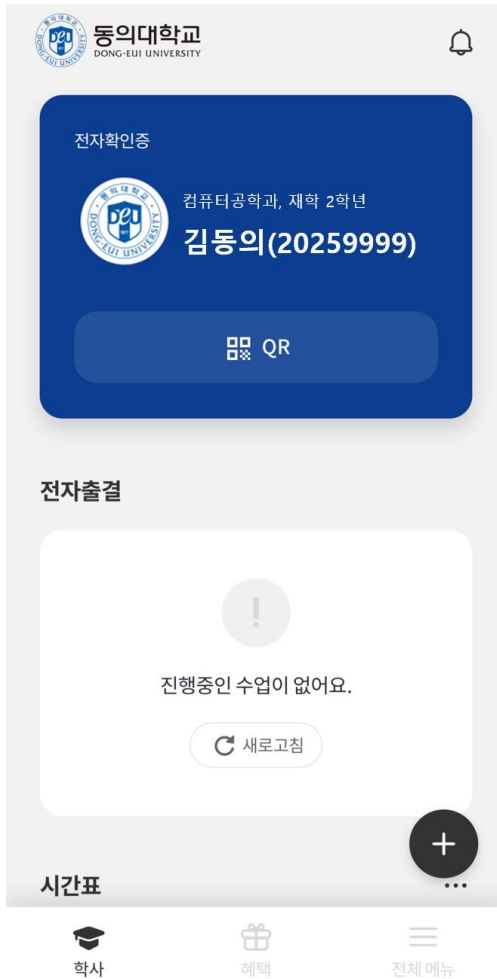 동의대학교
DONG-EUI UNIVERSITY
전자확인증
컴퓨터공학과, 재학 2학년
김동의(20259999)
QR
전자출결
!
진행중인 수업이 없어요.
새로고침
시간표
학사
혜택
전체 메뉴